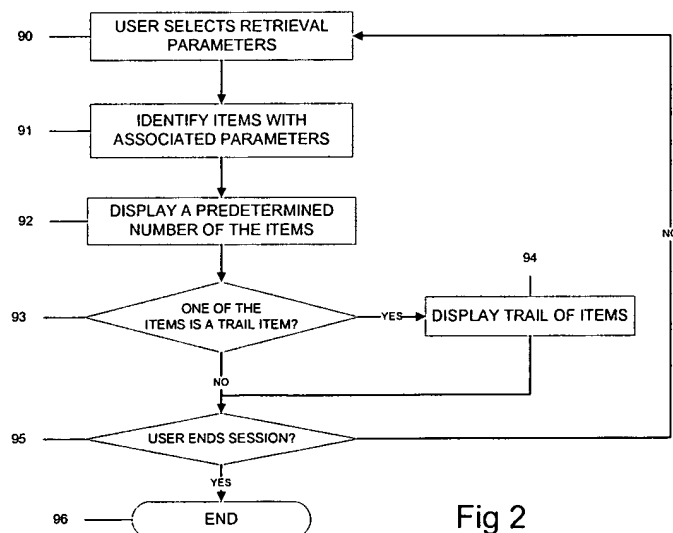 90
USER SELECTS RETRIEVAL
PARAMETERS
91
IDENTIFY ITEMS WITH
ASSOCIATED PARAMETERS
92
DISPLAY A PREDETERMINED
NUMBER OF THE ITEMS
NO
94
93
ONE OF THE
ITEMS IS A TRAIL ITEM?
YES
DISPLAY TRAIL OF ITEMS
NO
95
USER ENDS SESSION?
YES
96
END
Fig 2